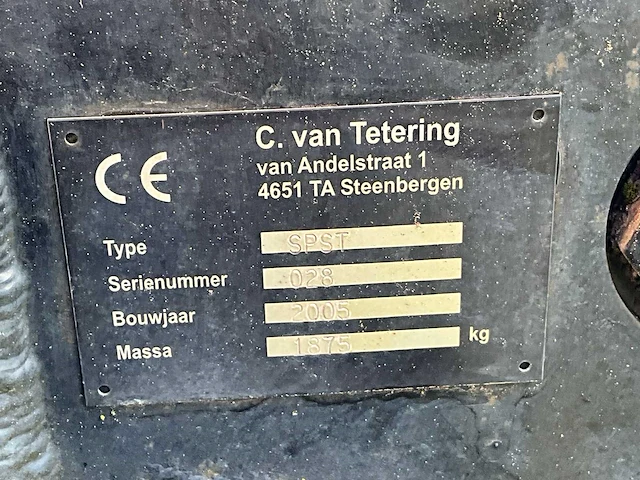 CE
C. van Tetering
van Andelstraat 1
4651 TA Steenbergen
Type SPST
Serienummer 028
Bouwjaar 2005
Massa 1875 kg